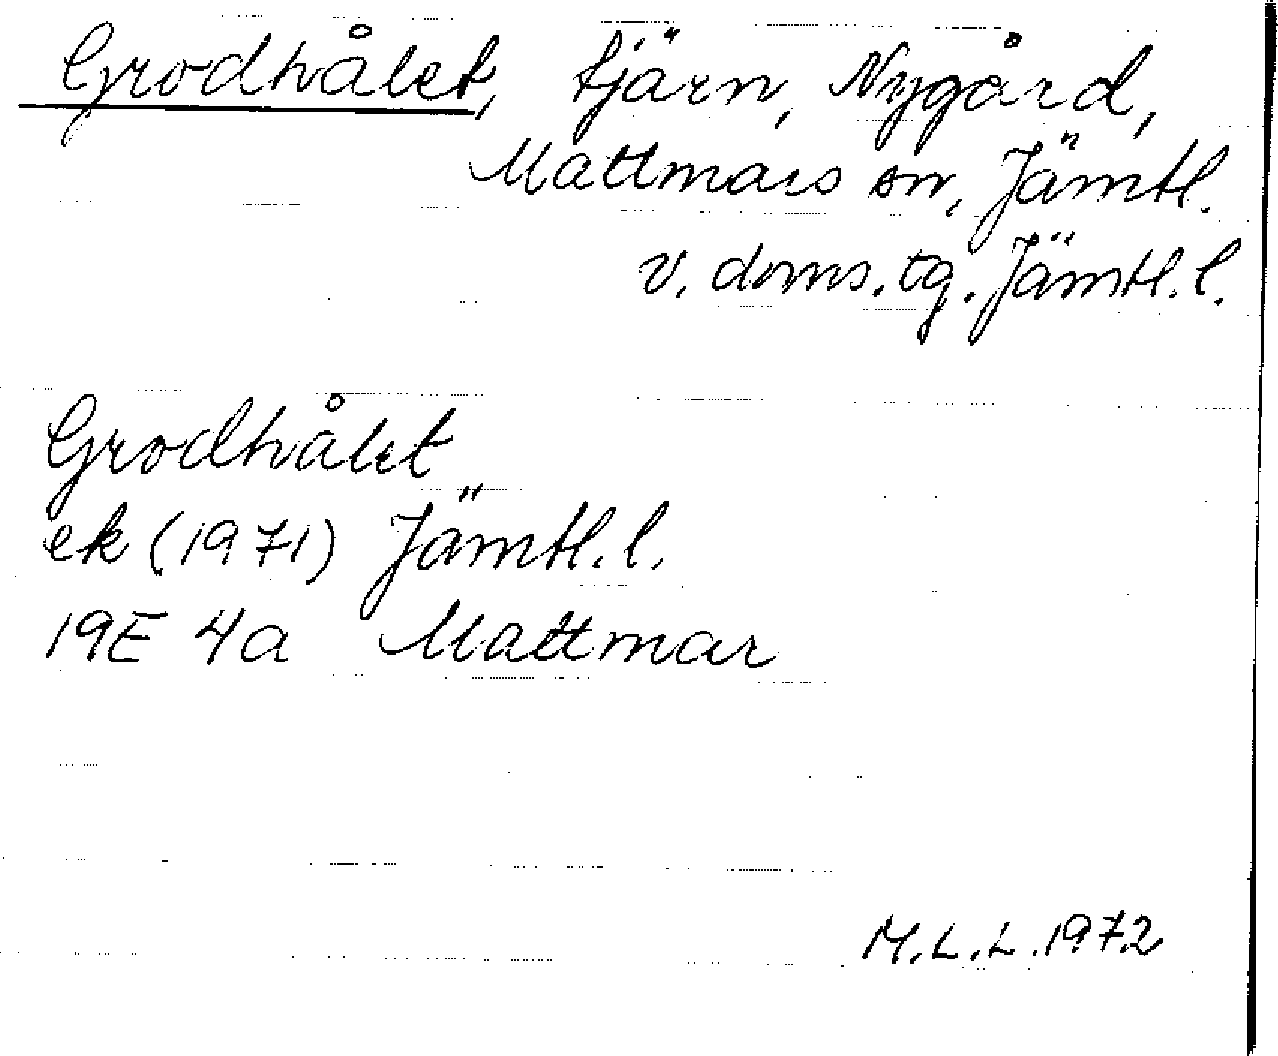 Grodhålet, tjärn, Nygård,
Mattmars sn, Jämtl.
v. doms. tg. Jämtl. l.
Grodhålet
ek (1971) Jämtl. l.
19E 4a Mattmar
M.L.L. 1972